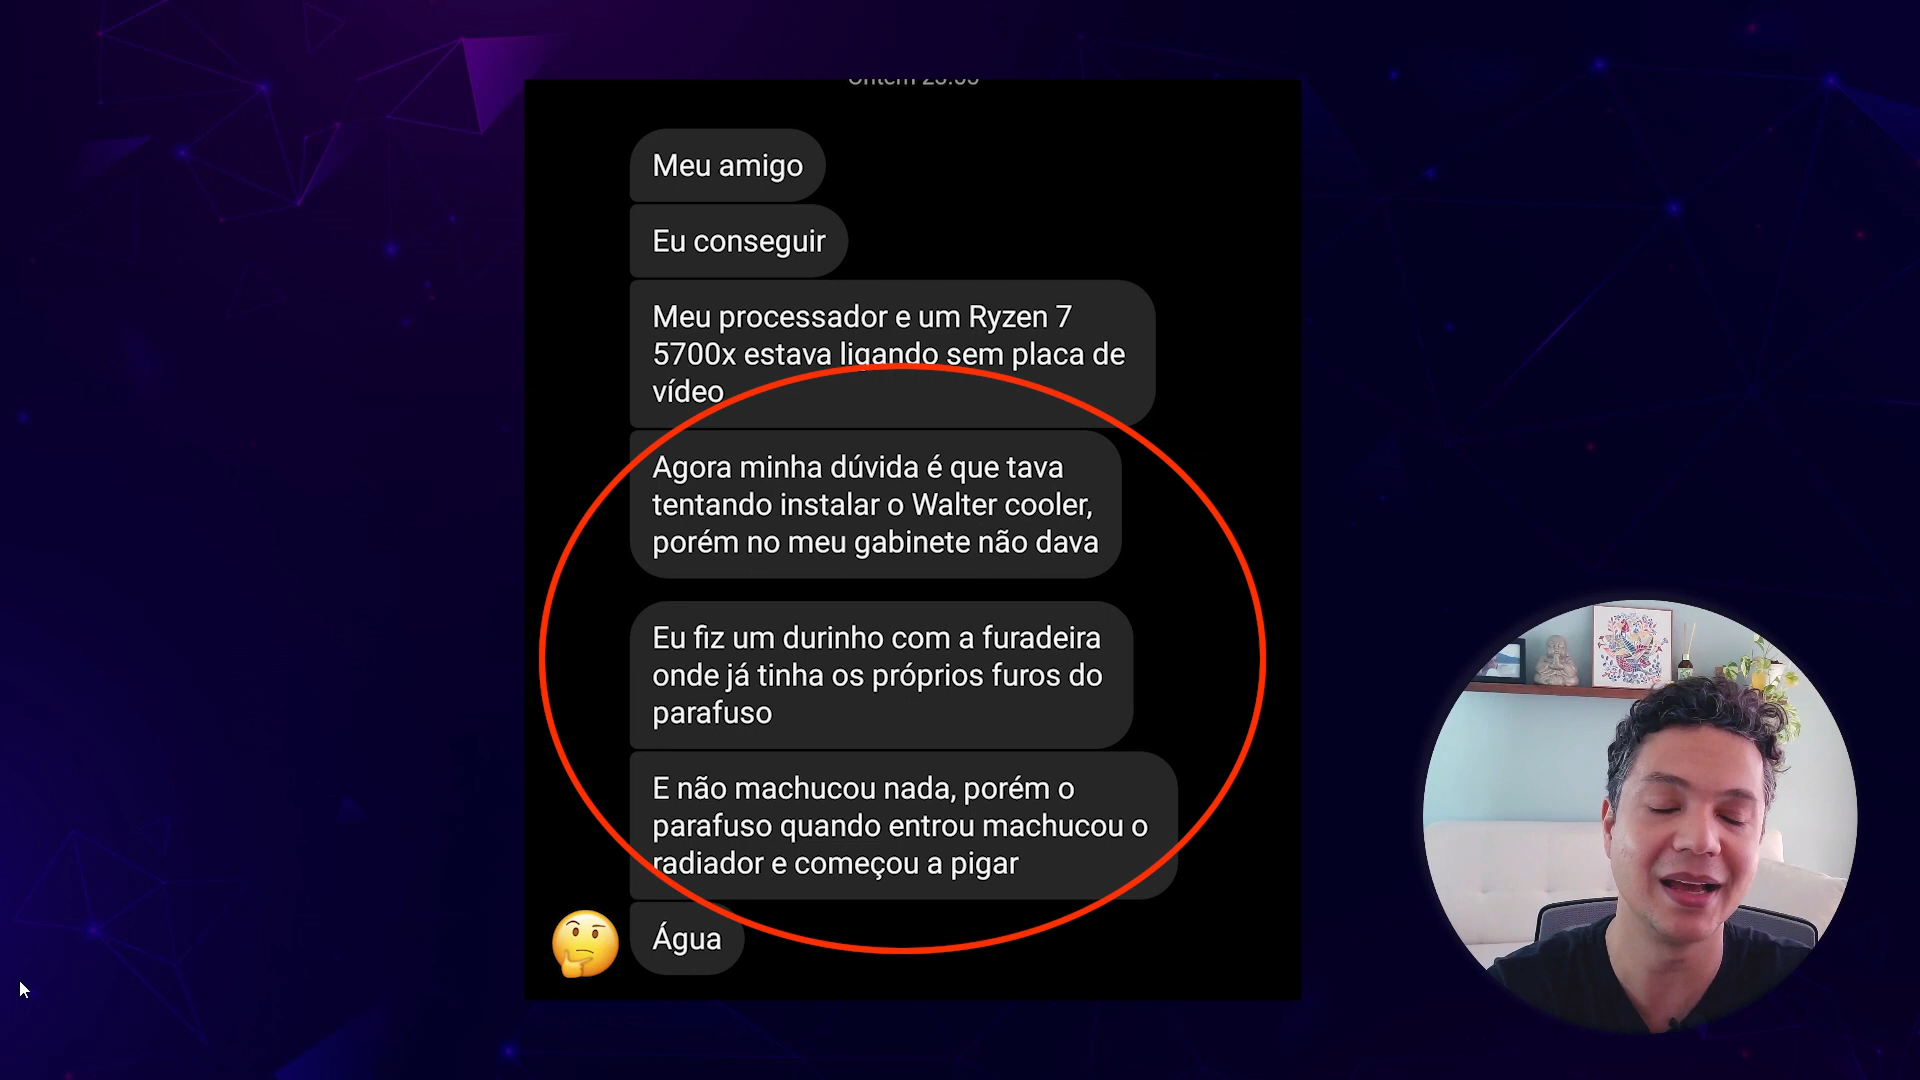 Meu amigo
Eu conseguir
Meu processador e um Ryzen 7
5700x estava ligando sem placa de
vídeo
Agora minha dúvida é que tava
tentando instalar o Walter cooler,
porém no meu gabinete não dava
Eu fiz um durinho com a furadeira
onde já tinha os próprios furos do
parafuso
E não machucou nada, porém o
parafuso quando entrou machucou o
radiador e começou a pigar
Água